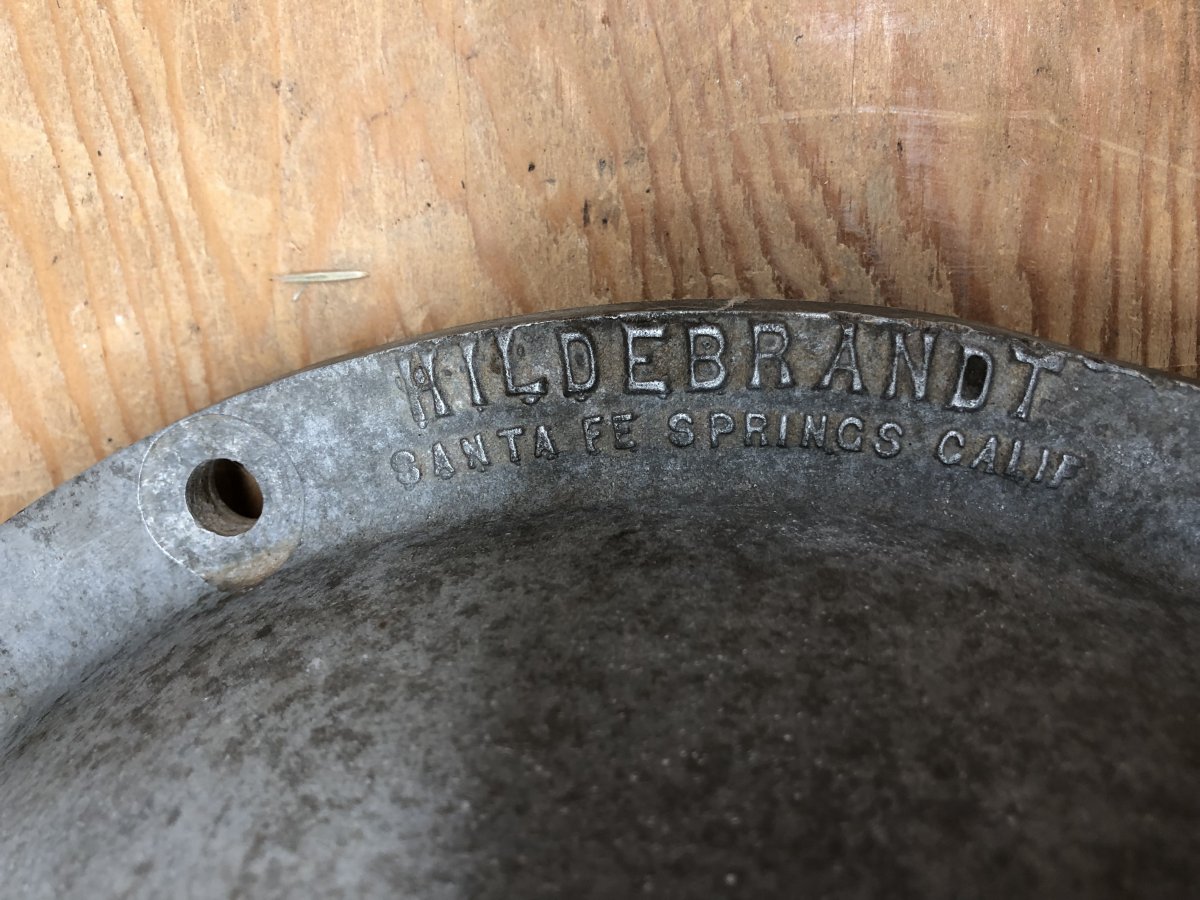 HILDEBRANDT
SANTA FE SPRINGS CALIF